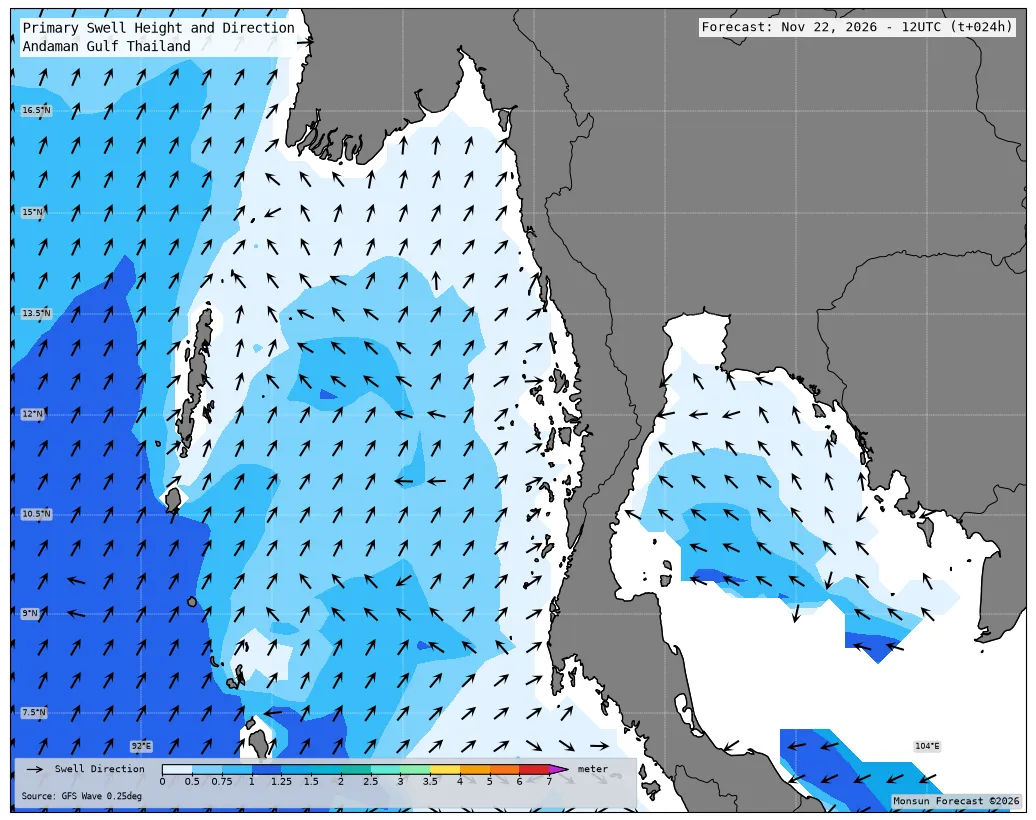 Primary Swell Height and Direction
Andaman Gulf Thailand
Forecast: Nov 22, 2026 - 12UTC (t+024h)
16.5°N
15°N
13.5°N
12°N
10.5°N
9°N
7.5°N
92°E
104°E
Swell Direction
meter
0 0.5 0.75 1 1.25 1.5 2 2.5 3 3.5 4 5 6
Source: GFS Wave 0.25deg
Monsun Forecast ©2026